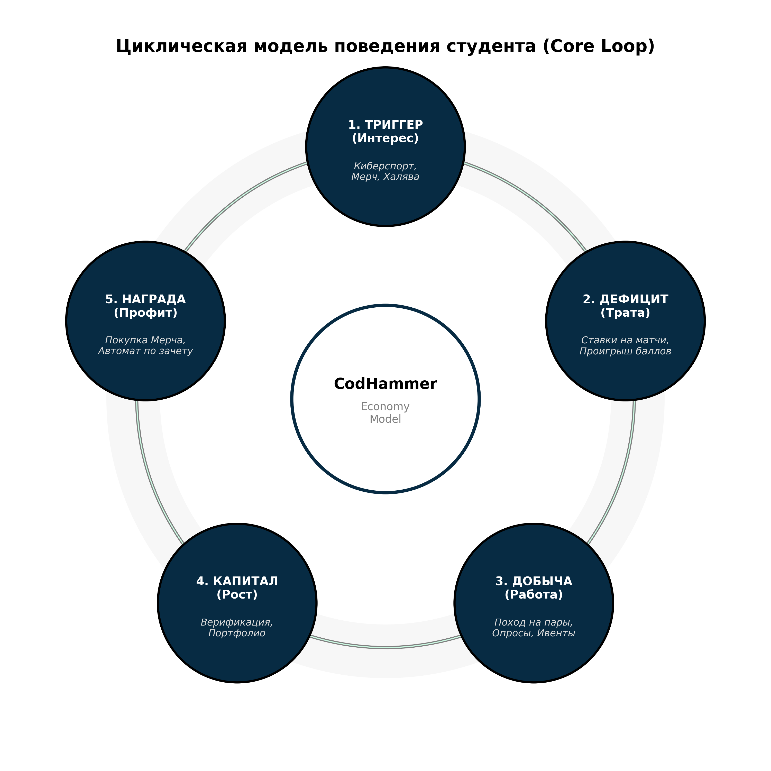 Циклическая модель поведения студента (Core Loop)
1. ТРИГГЕР
(Интерес)
Киберспорт,
Мерч, Халява
2. ДЕФИЦИТ
(Трата)
Ставки на матчи,
Проигрыш баллов
3. ДОБЫЧА
(Работа)
Поход на пары,
Опросы, Ивенты
4. КАПИТАЛ
(Рост)
Верификация,
Портфолио
5. НАГРАДА
(Профит)
Покупка Мерча,
Автомат по зачету
CodHammer
Economy
Model